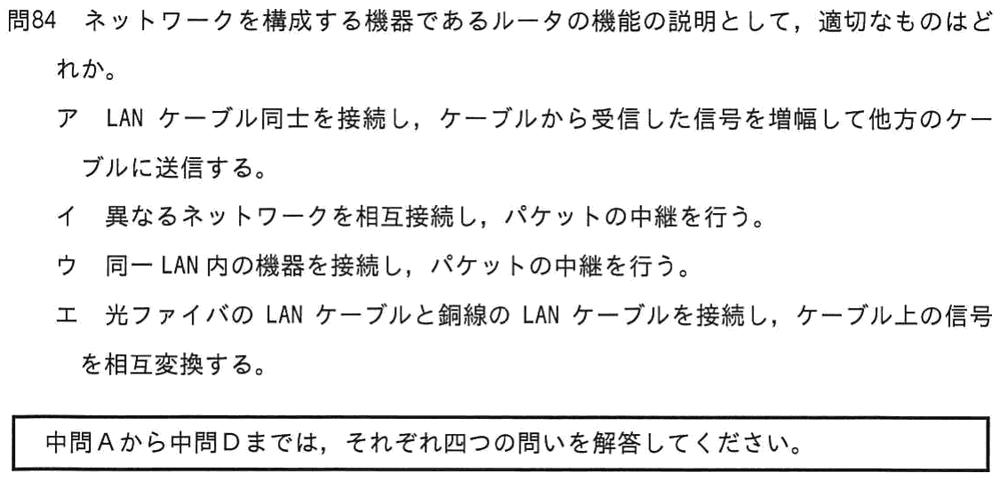 問84 ネットワークを構成する機器であるルータの機能の説明として，適切なものはど
れか。
ア LAN ケーブル同士を接続し，ケーブルから受信した信号を増幅して他方のケー
ブルに送信する。
イ 異なるネットワークを相互接続し，パケットの中継を行う。
ウ 同一 LAN 内の機器を接続し，パケットの中継を行う。
エ 光ファイバの LAN ケーブルと銅線の LAN ケーブルを接続し，ケーブル上の信号
を相互変換する。
中問Ａから中問Ｄまでは，それぞれ四つの問いを解答してください。